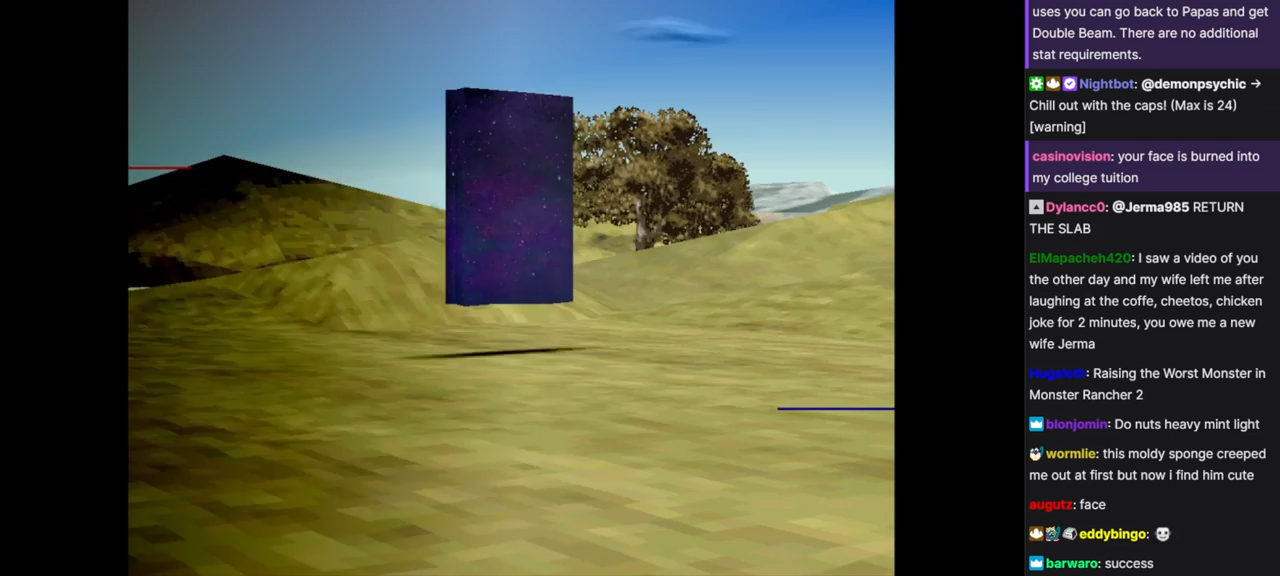 uses you can go back to Papas and get
Double Beam. There are no additional
stat requirements.
Nightbot: @demonpsychic →
Chill out with the caps! (Max is 24)
[warning]
casinovision: your face is burned into
my college tuition
Dylancc0: @Jerma985 RETURN
THE SLAB
ElMapacheh420: I saw a video of you
the other day and my wife left me after
laughing at the coffe, cheetos, chicken
joke for 2 minutes, you owe me a new
wife Jerma
Hugsloth: Raising the Worst Monster in
Monster Rancher 2
blonjomin: Do nuts heavy mint light
wormlie: this moldy sponge creeped
me out at first but now i find him cute
augutz: face
eddybingo:
barwaro: success